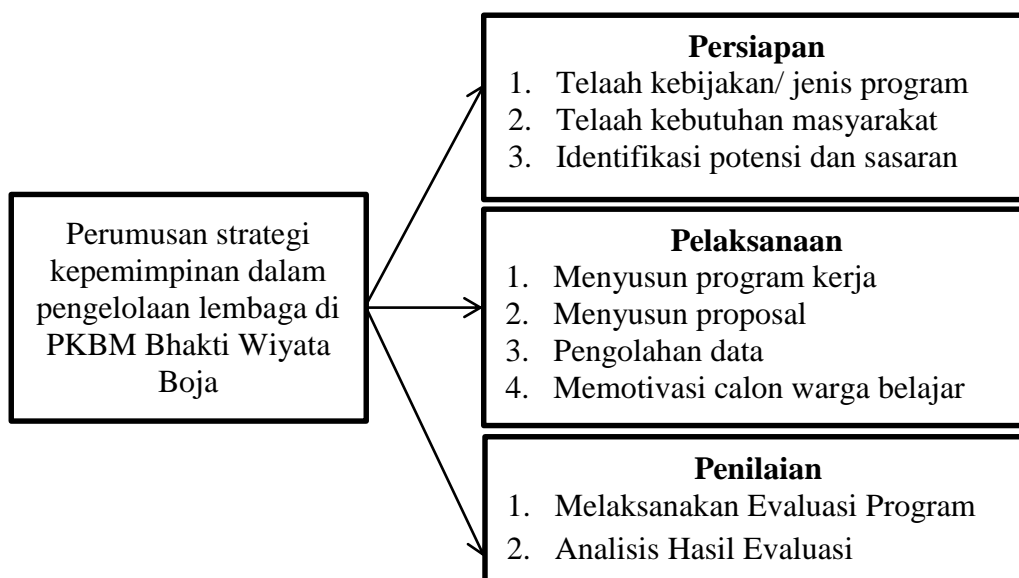 Perumusan strategi
kepemimpinan dalam
pengelolaan lembaga di
PKBM Bhakti Wiyata
Boja
Persiapan
1. Telaah kebijakan/ jenis program
2. Telaah kebutuhan masyarakat
3. Identifikasi potensi dan sasaran
Pelaksanaan
1. Menyusun program kerja
2. Menyusun proposal
3. Pengolahan data
4. Memotivasi calon warga belajar
Penilaian
1. Melaksanakan Evaluasi Program
2. Analisis Hasil Evaluasi